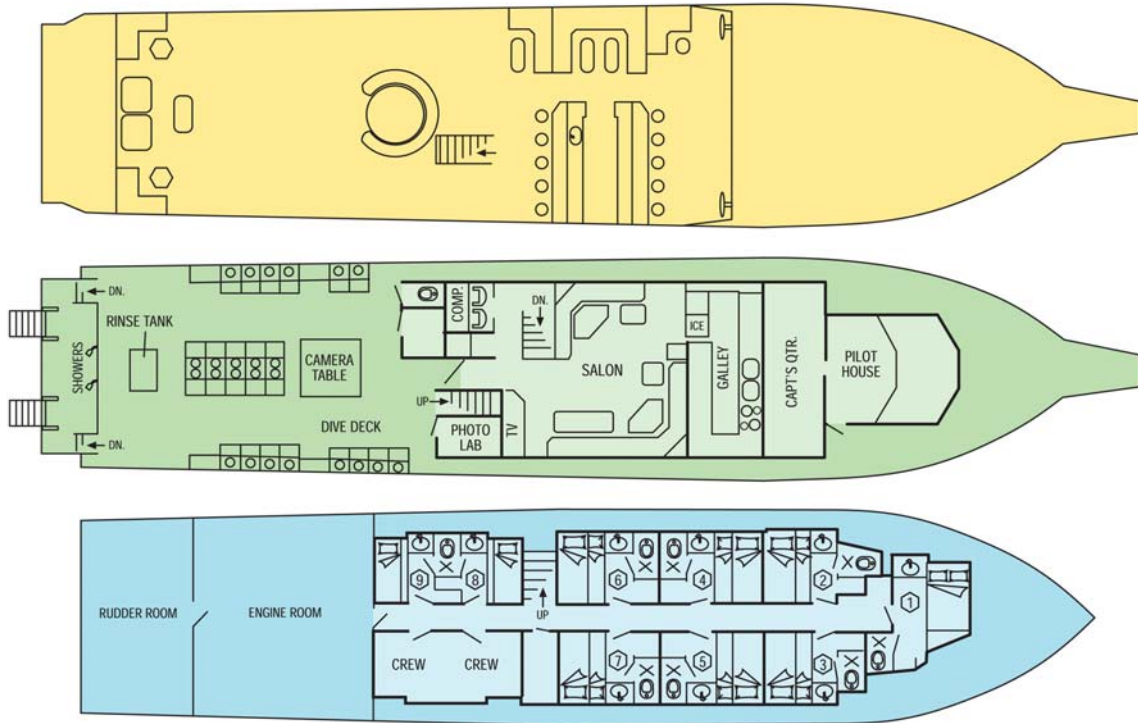 DN.
RINSE TANK
SHOWERS
DN.
CAMERA
TABLE
DIVE DECK
COMP.
DN.
UP
PHOTO
LAB
TV
SALON
ICE
GALLEY
CAPT'S QTR.
PILOT
HOUSE
RUDDER ROOM
ENGINE ROOM
9
8
UP
6
4
2
1
CREW
CREW
7
5
3